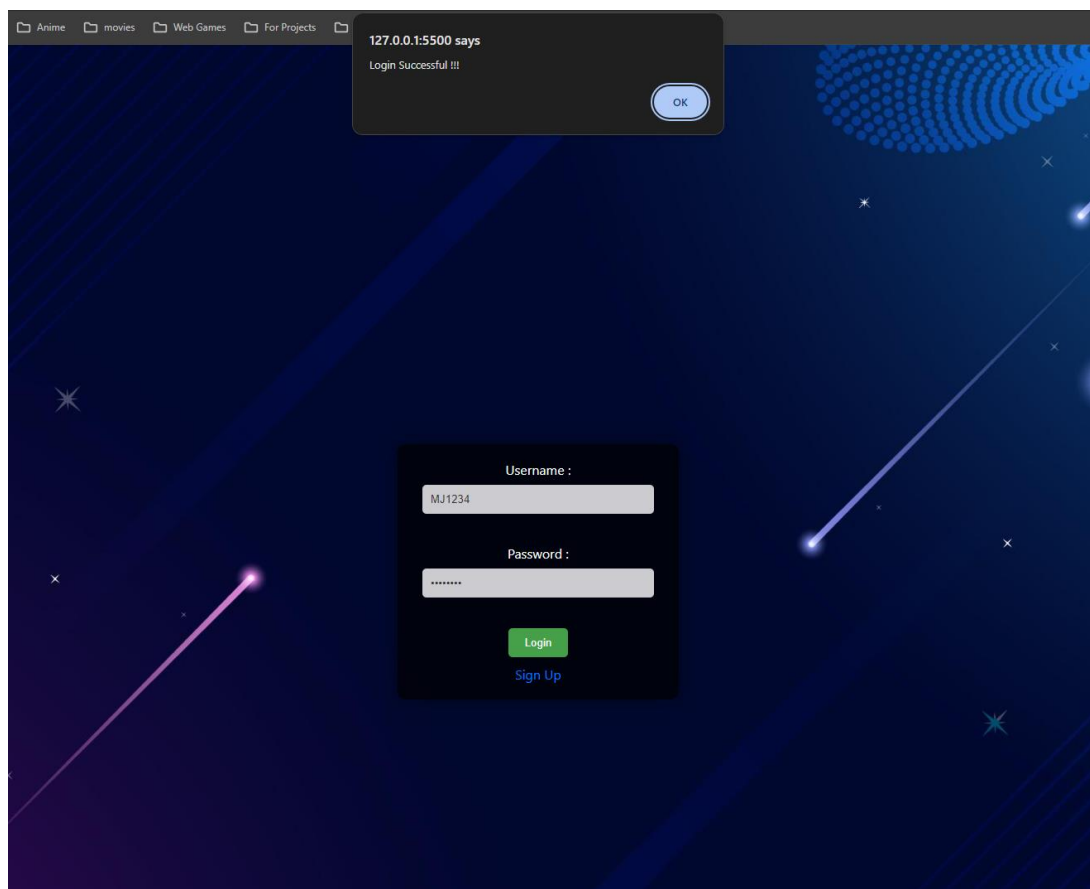 Anime movies Web Games For Projects
127.0.0.1:5500 says
Login Successful !!!
OK
Username :
MJ1234
Password :
••••••••
Login
Sign Up